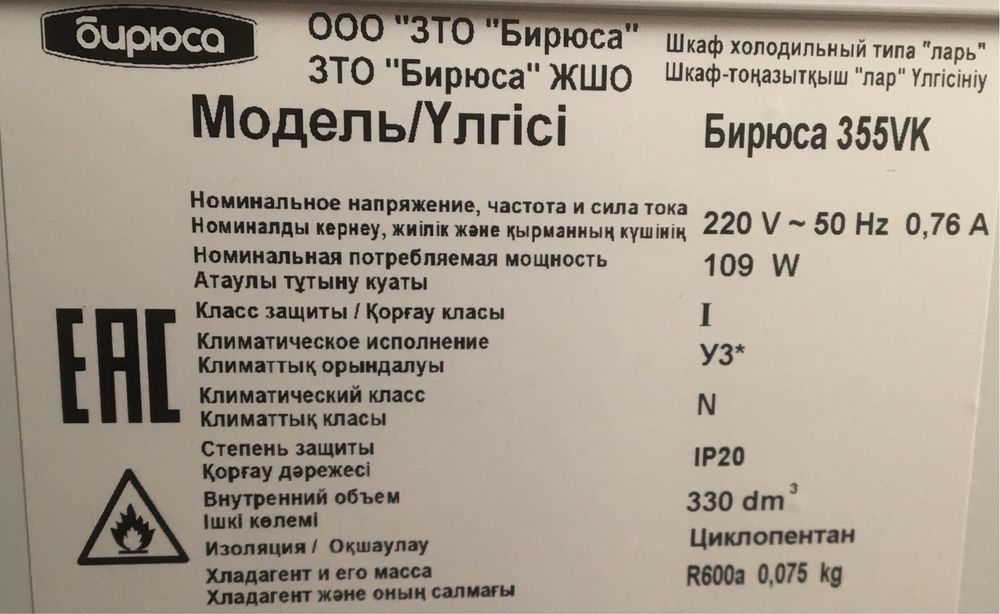 бирюса
ООО "ЗТО "Бирюса"
ЗТО "Бирюса" ЖШО
Шкаф холодильный типа "ларь"
Шкаф-тоңазытқыш "лар" Үлгісініу
Модель/Үлгісі Бирюса 355VK
Номинальное напряжение, частота и сила тока
Номиналды кернеу, жиілік және қырманның күшінің
220 V ~ 50 Hz 0,76 A
Номинальная потребляемая мощность
Атаулы тұтыну куаты
109 W
Класс защиты / Қорғау класы I
Климатическое исполнение
Климаттық орындалуы
У3*
Климатический класс
Климаттық класы
N
Степень защиты
Қорғау дәрежесі
IP20
Внутренний объем
Ішкі көлемі
330 dm³
Изоляция / Оқшаулау Циклопентан
Хладагент и его масса
Хладагент және оның салмағы
R600a 0,075 kg
EAC